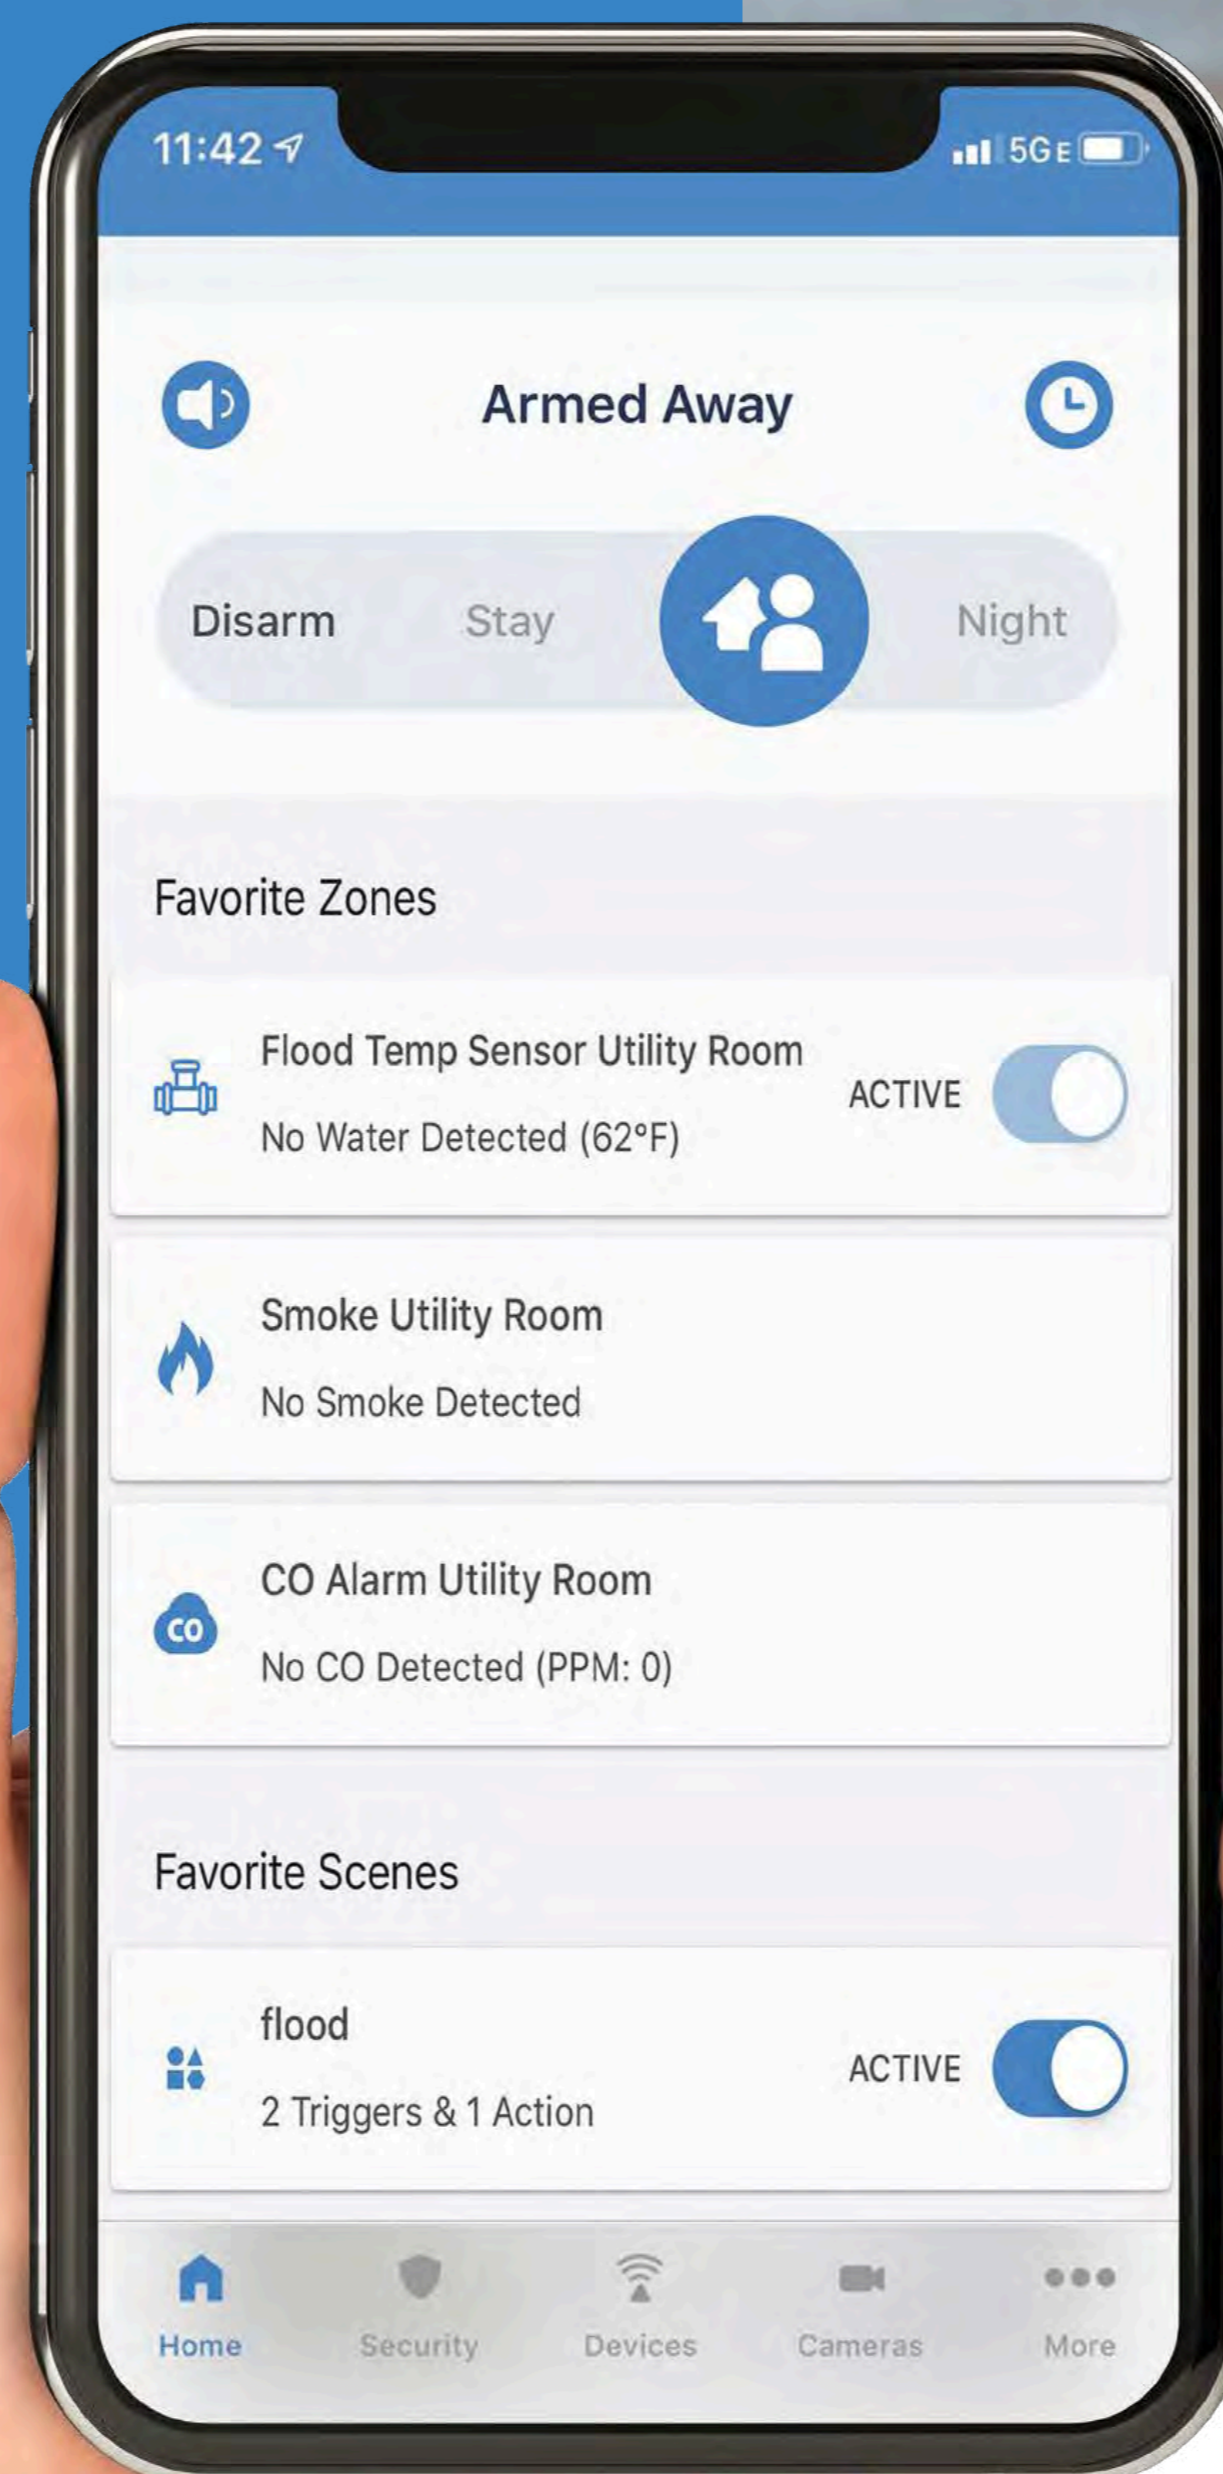 11:42
5GE
Armed Away
Disarm
Stay
Night
Favorite Zones
Flood Temp Sensor Utility Room
No Water Detected (62°F)
ACTIVE
Smoke Utility Room
No Smoke Detected
CO Alarm Utility Room
CO
No CO Detected (PPM: 0)
Favorite Scenes
flood
2 Triggers & 1 Action
ACTIVE
Home
Security
Devices
Cameras
More